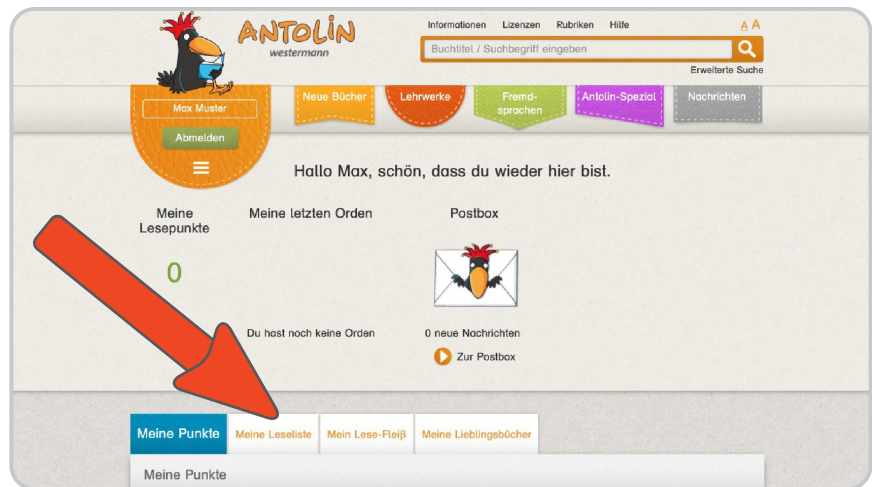 ANTOLIN
westermann
Informationen Lizenzen Rubriken Hilfe
A A
Buchtitel / Suchbegriff eingeben
Erweiterte Suche
Max Muster
Abmelden
Neue Bücher
Lehrwerke
Fremd-
sprachen
Antolin-Spezial
Nachrichten
Hallo Max, schön, dass du wieder hier bist.
Meine
Lesepunkte
0
Meine letzten Orden
Du hast noch keine Orden
Postbox
0 neue Nachrichten
Zur Postbox
Meine Punkte
Meine Leseliste
Mein Lese-Fleiß
Meine Lieblingsbücher
Meine Punkte